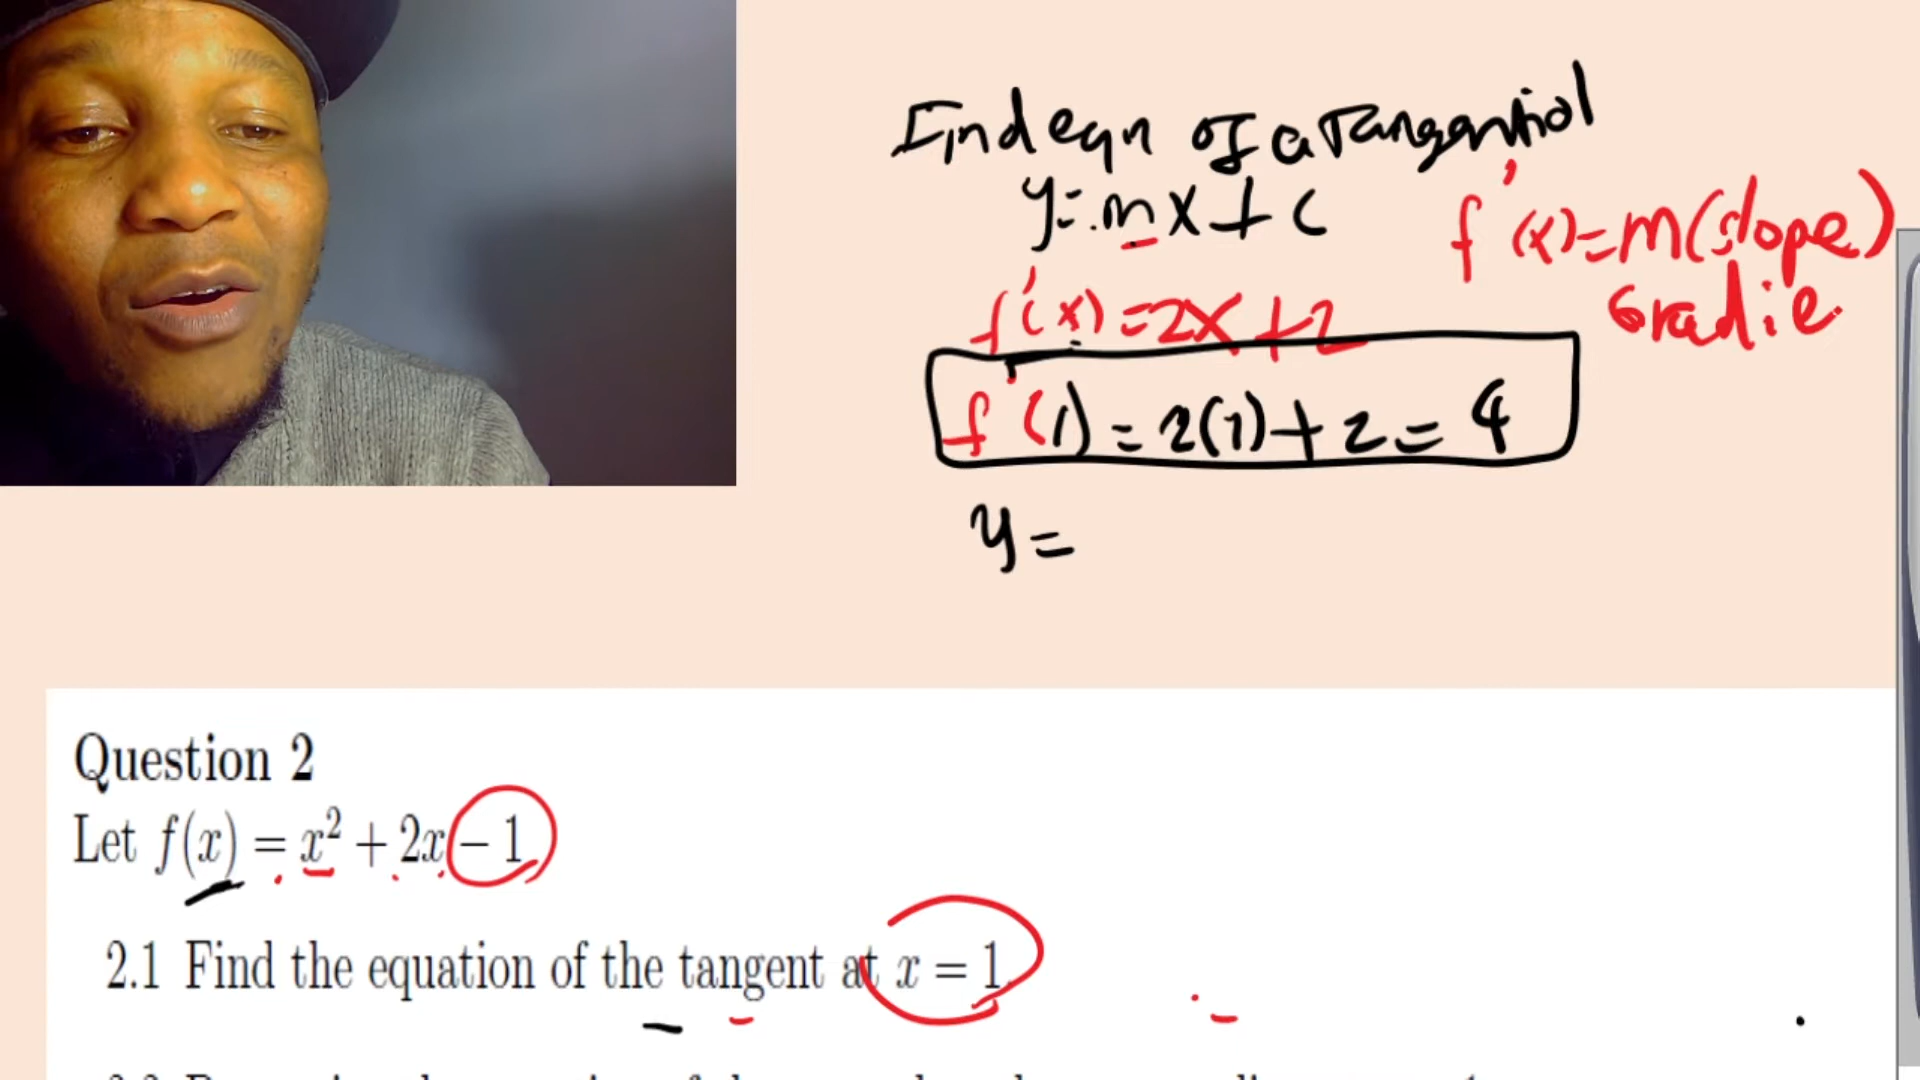 Find eqn of a Tangential
y = mx + c
f'(x) = m (slope)
Gradie
f'(x) = 2x + 2
f'(1) = 2(1) + 2 = 4
y =
Question 2
Let f(x) = x² + 2x − 1
2.1 Find the equation of the tangent at x = 1